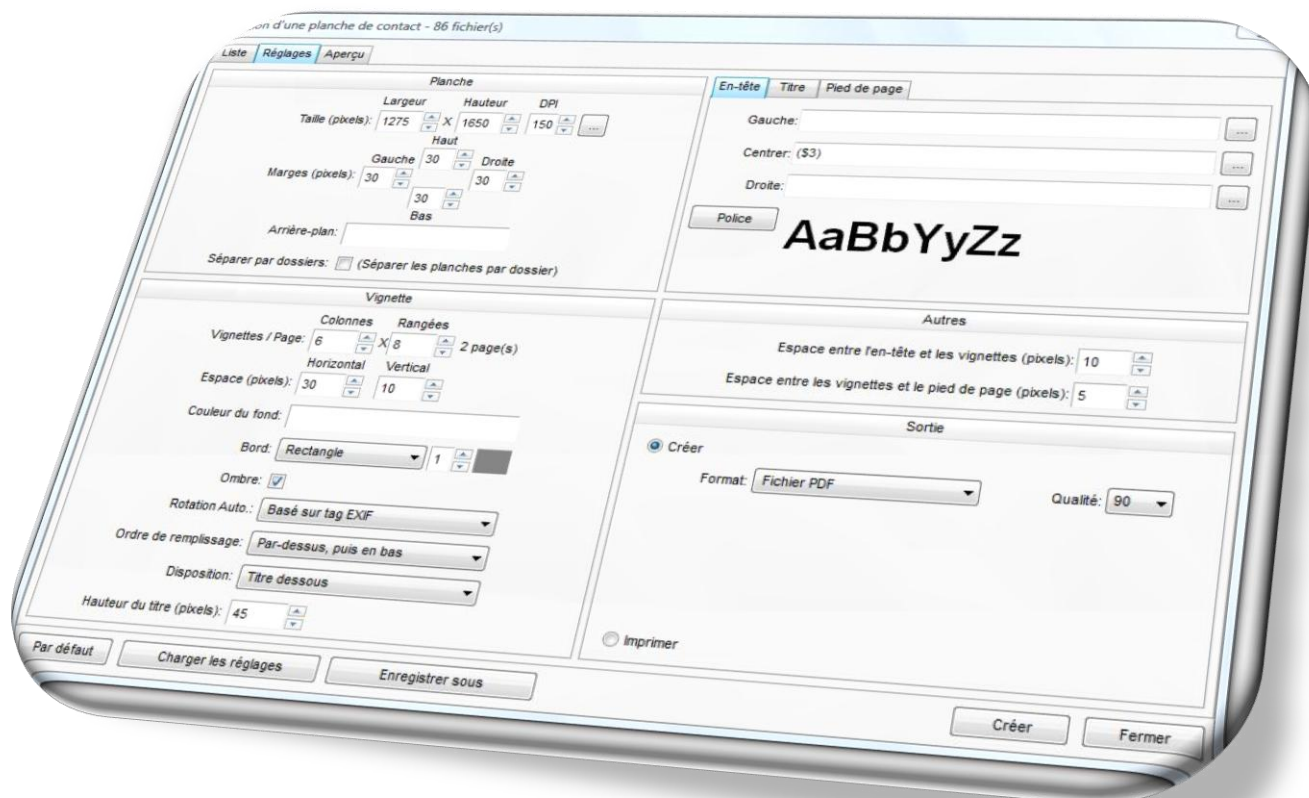 on d'une planche de contact - 86 fichier(s)
Liste Réglages Aperçu
Planche
Largeur Hauteur DPI
Taille (pixels): 1275 X 1650 150 ...
Haut
Gauche 30 Droite
Marges (pixels): 30 30
30
Bas
Arrière-plan:
Séparer par dossiers: (Séparer les planches par dossier)
Vignette
Colonnes Rangées
Vignettes / Page: 6 X 8 2 page(s)
Horizontal Vertical
Espace (pixels): 30 10
Couleur du fond:
Bord: Rectangle 1
Ombre:
Rotation Auto.: Basé sur tag EXIF
Ordre de remplissage: Par-dessus, puis en bas
Disposition: Titre dessous
Hauteur du titre (pixels): 45
En-tête Titre Pied de page
Gauche: ...
Centrer: ($3) ...
Droite: ...
Police AaBbYyZz
Autres
Espace entre l'en-tête et les vignettes (pixels): 10
Espace entre les vignettes et le pied de page (pixels): 5
Sortie
Créer
Format: Fichier PDF Qualité: 90
Imprimer
Par défaut Charger les réglages Enregistrer sous
Créer Fermer